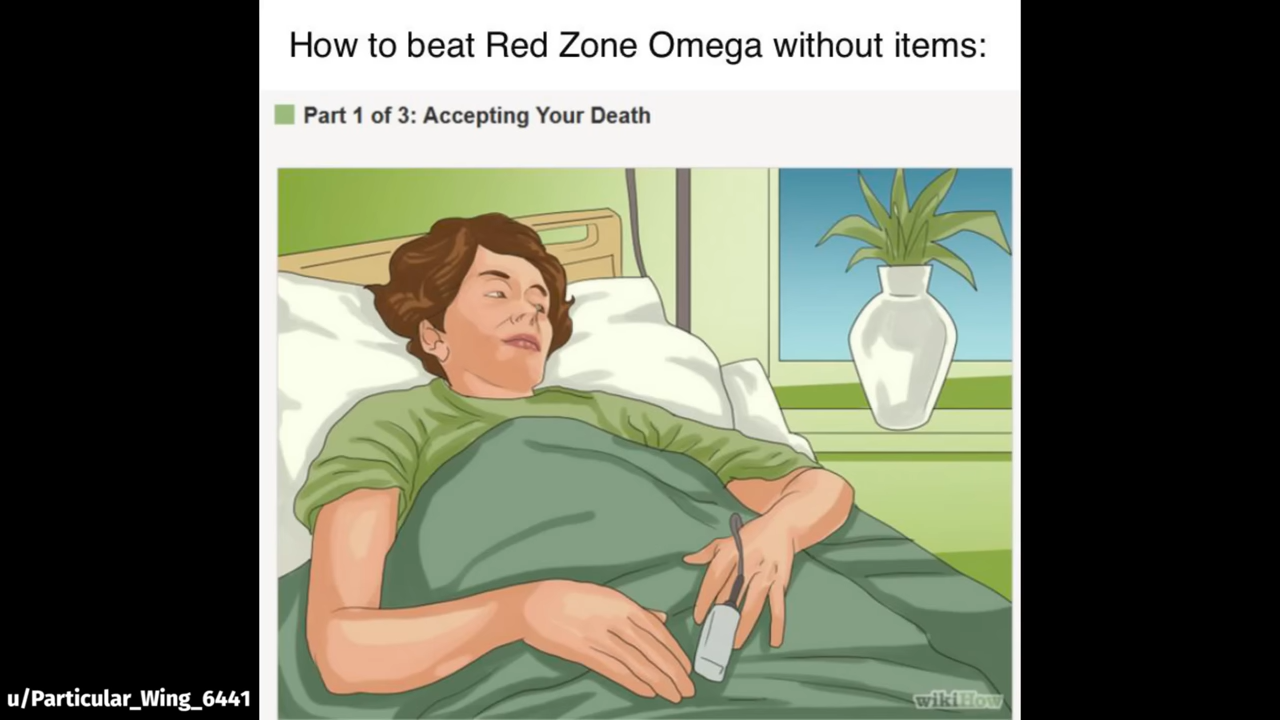 How to beat Red Zone Omega without items:
Part 1 of 3: Accepting Your Death
wikiHow
u/Particular_Wing_6441